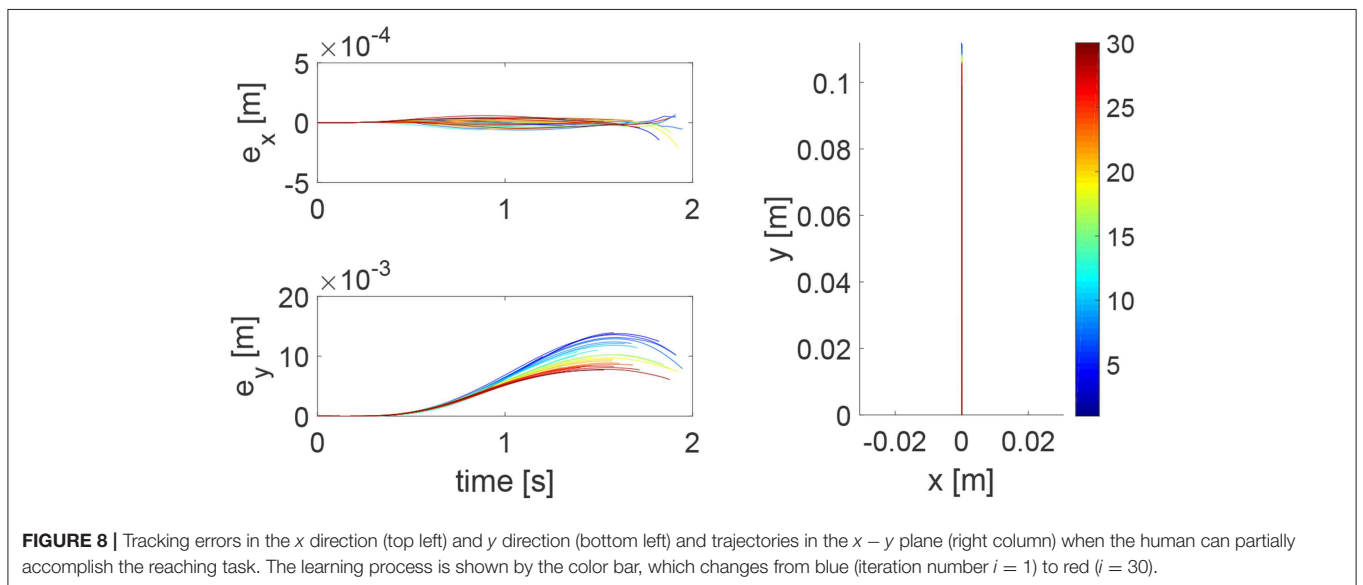 ×10⁻⁴
5
0
-5
e_x [m]
0 1 2
×10⁻³
20
10
0
e_y [m]
0 1 2
time [s]
0.1
0.08
0.06
0.04
0.02
0
y [m]
-0.02 0 0.02
x [m]
30
25
20
15
10
5
FIGURE 8 | Tracking errors in the x direction (top left) and y direction (bottom left) and trajectories in the x − y plane (right column) when the human can partially
accomplish the reaching task. The learning process is shown by the color bar, which changes from blue (iteration number i = 1) to red (i = 30).